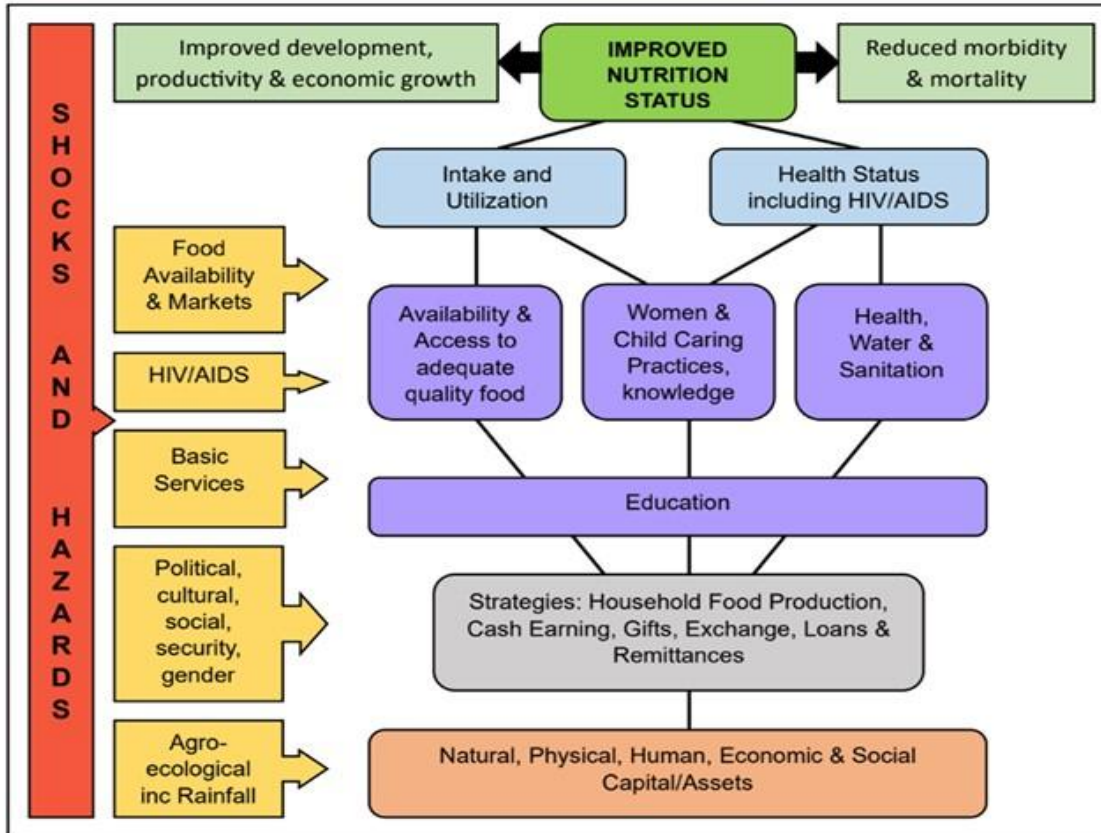 Improved development,
productivity & economic growth
IMPROVED
NUTRITION
STATUS
Reduced morbidity
& mortality
SHOCKS AND HAZARDS
Intake and
Utilization
Health Status
including HIV/AIDS
Food
Availability
& Markets
Availability &
Access to
adequate
quality food
Women &
Child Caring
Practices,
knowledge
Health,
Water &
Sanitation
HIV/AIDS
Basic
Services
Education
Political,
cultural,
social,
security,
gender
Strategies: Household Food Production,
Cash Earning, Gifts, Exchange, Loans &
Remittances
Agro-
ecological
inc Rainfall
Natural, Physical, Human, Economic & Social
Capital/Assets